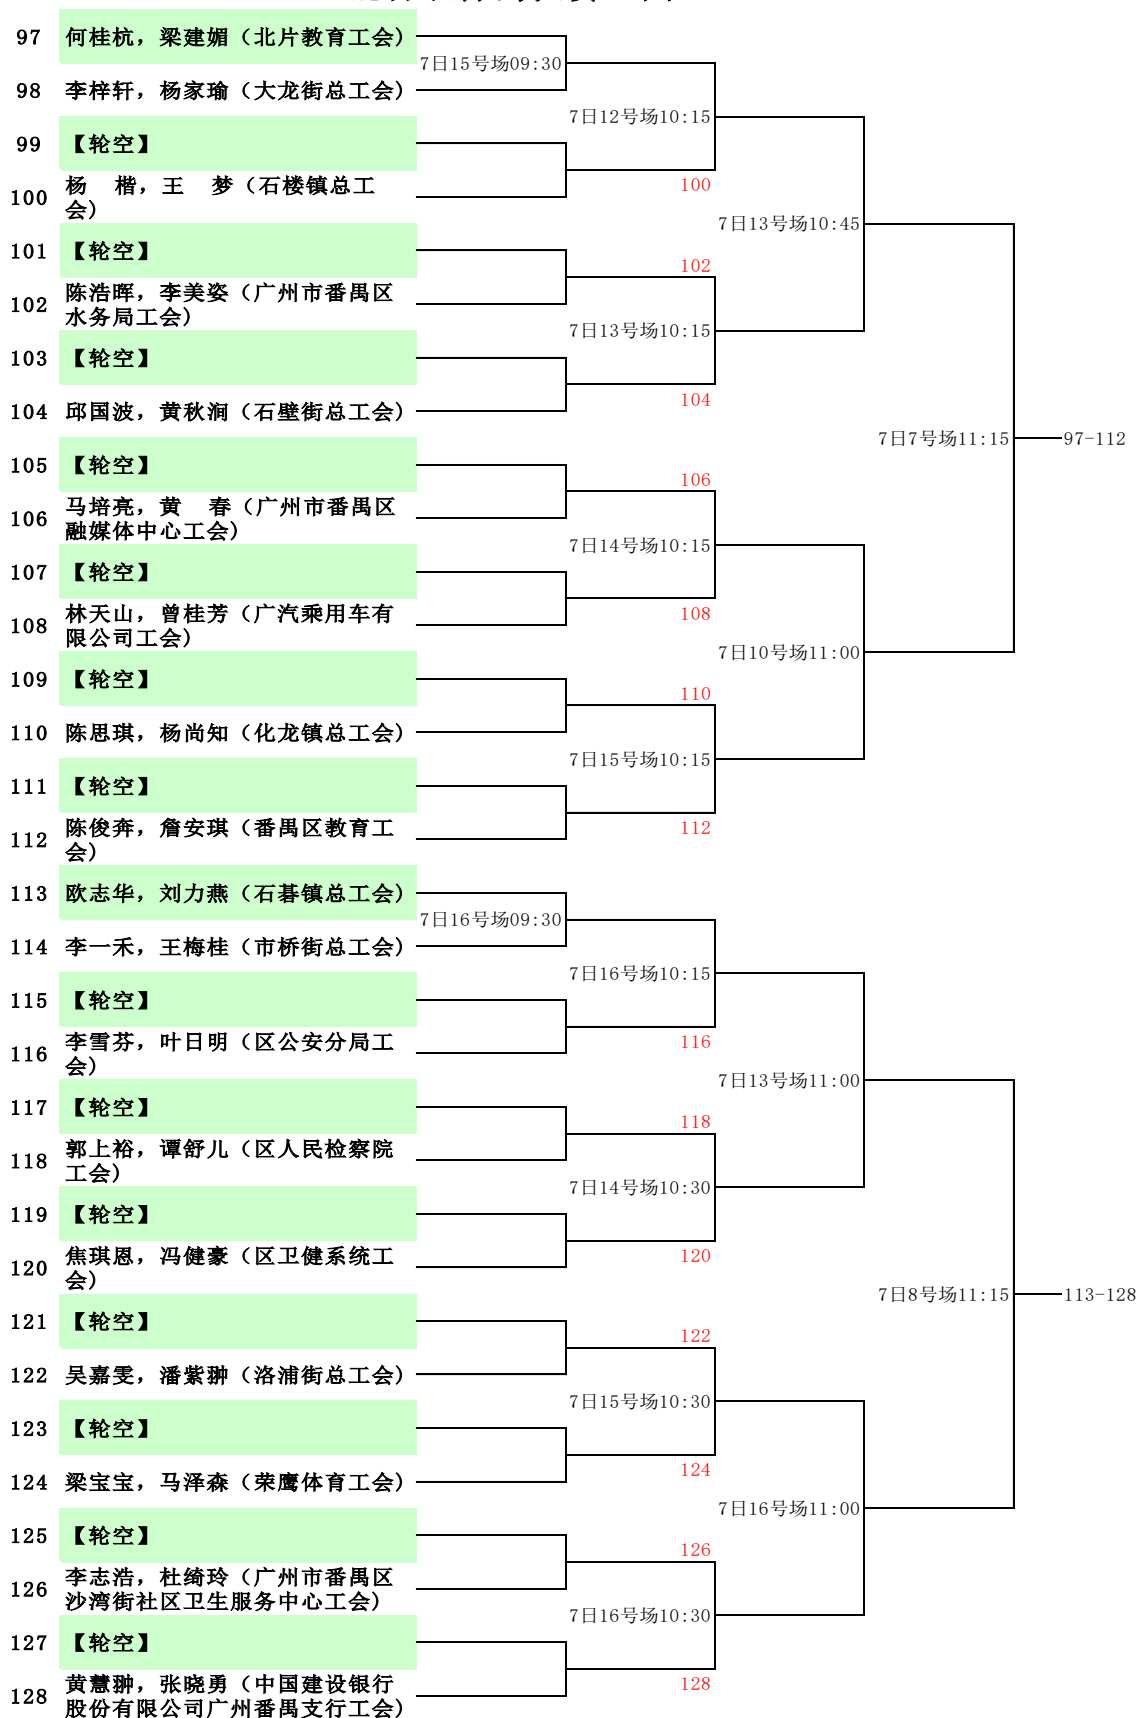 97 何桂杭，梁建媚（北片教育工会）
7日15号场09:30
98 李梓轩，杨家瑜（大龙街总工会）
7日12号场10:15
99 【轮空】
100 杨　楷，王　梦（石楼镇总工
会）
100
7日13号场10:45
101 【轮空】
102
102 陈浩晖，李美姿（广州市番禺区
水务局工会）
7日13号场10:15
103 【轮空】
104
104 邱国波，黄秋涧（石壁街总工会）
7日7号场11:15
97-112
105 【轮空】
106
106 马培亮，黄　春（广州市番禺区
融媒体中心工会）
7日14号场10:15
107 【轮空】
108
108 林天山，曾桂芳（广汽乘用车有
限公司工会）
7日10号场11:00
109 【轮空】
110
110 陈思琪，杨尚知（化龙镇总工会）
7日15号场10:15
111 【轮空】
112
112 陈俊奔，詹安琪（番禺区教育工
会）
113 欧志华，刘力燕（石碁镇总工会）
7日16号场09:30
114 李一禾，王梅桂（市桥街总工会）
7日16号场10:15
115 【轮空】
116
116 李雪芬，叶日明（区公安分局工
会）
7日13号场11:00
117 【轮空】
118
118 郭上裕，谭舒儿（区人民检察院
工会）
7日14号场10:30
119 【轮空】
120
120 焦琪恩，冯健豪（区卫健系统工
会）
7日8号场11:15
113-128
121 【轮空】
122
122 吴嘉雯，潘紫翀（洛浦街总工会）
7日15号场10:30
123 【轮空】
124
124 梁宝宝，马泽森（荣鹰体育工会）
7日16号场11:00
125 【轮空】
126
126 李志浩，杜绮玲（广州市番禺区
沙湾街社区卫生服务中心工会）
7日16号场10:30
127 【轮空】
128
128 黄慧翀，张晓勇（中国建设银行
股份有限公司广州番禺支行工会）